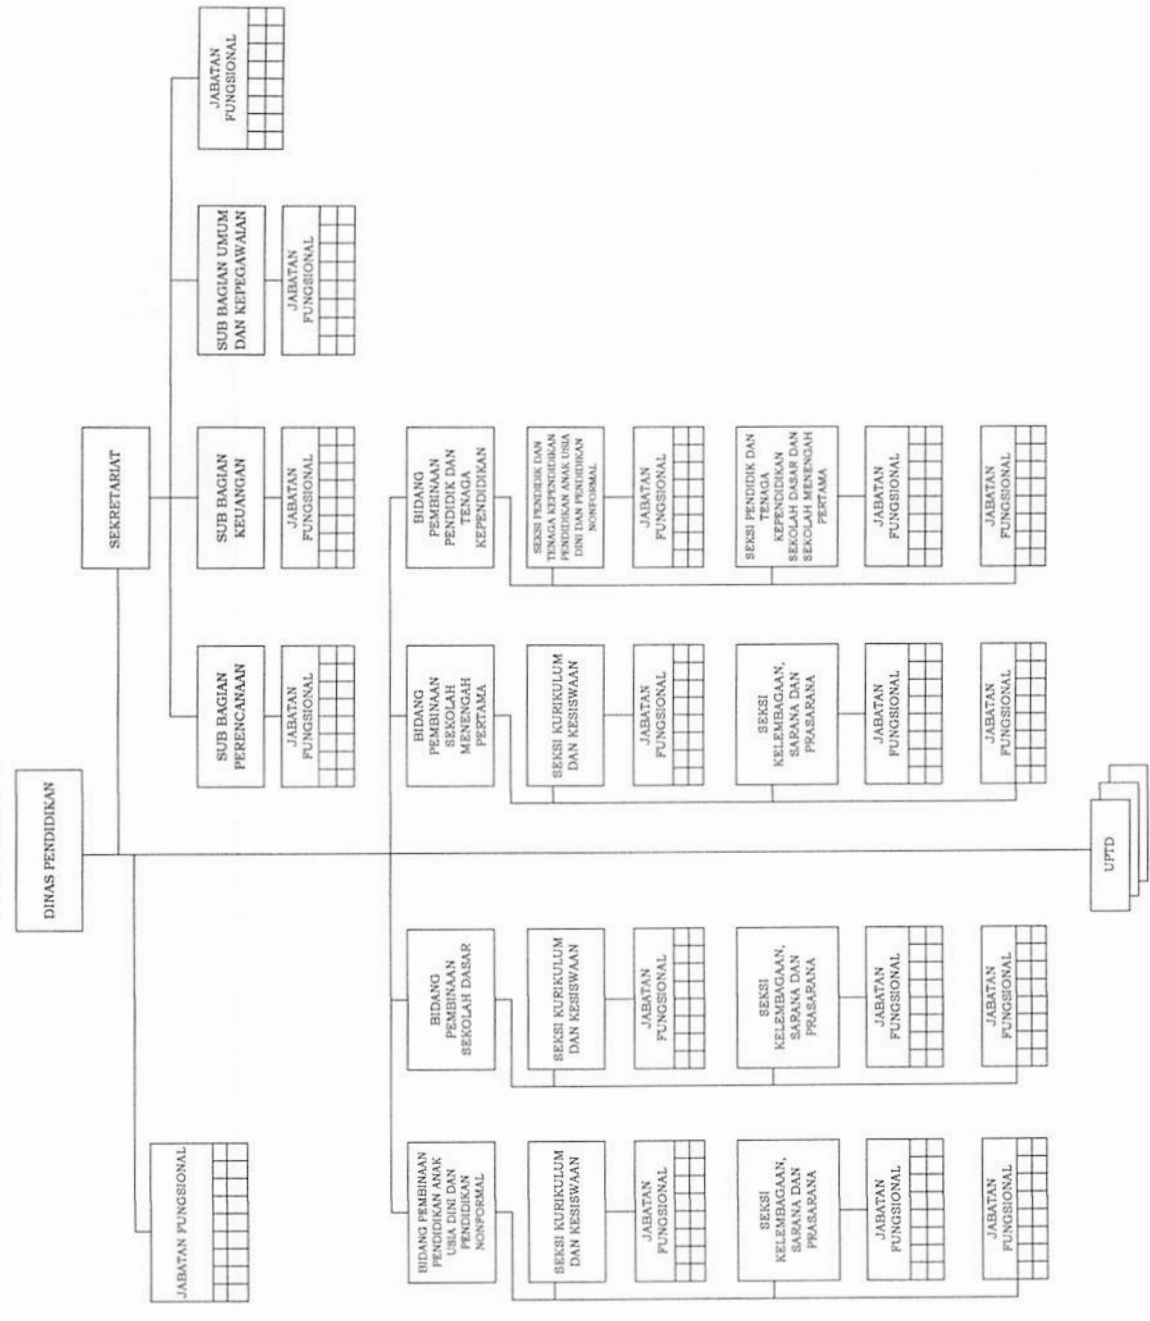 DINAS PENDIDIKAN
SEKRETARIAT
JABATAN FUNGSIONAL
SUB BAGIAN
PERENCANAAN
SUB BAGIAN
KEUANGAN
SUB BAGIAN UMUM
DAN KEPEGAWAIAN
JABATAN
FUNGSIONAL
JABATAN
FUNGSIONAL
JABATAN
FUNGSIONAL
JABATAN
FUNGSIONAL
BIDANG PEMBINAAN
PENDIDIKAN ANAK
USIA DINI DAN
PENDIDIKAN
NONFORMAL
BIDANG
PEMBINAAN
SEKOLAH DASAR
BIDANG
PEMBINAAN
SEKOLAH
MENENGAH
PERTAMA
BIDANG
PEMBINAAN
PENDIDIK DAN
TENAGA
KEPENDIDIKAN
SEKSI KURIKULUM
DAN KESISWAAN
SEKSI KURIKULUM
DAN KESISWAAN
SEKSI KURIKULUM
DAN KESISWAAN
SEKSI PENDIDIK DAN
TENAGA KEPENDIDIKAN
PENDIDIKAN ANAK USIA
DINI DAN PENDIDIKAN
NONFORMAL
JABATAN
FUNGSIONAL
JABATAN
FUNGSIONAL
JABATAN
FUNGSIONAL
JABATAN
FUNGSIONAL
SEKSI
KELEMBAGAAN,
SARANA DAN
PRASARANA
SEKSI
KELEMBAGAAN,
SARANA DAN
PRASARANA
SEKSI
KELEMBAGAAN,
SARANA DAN
PRASARANA
SEKSI PENDIDIK DAN
TENAGA
KEPENDIDIKAN
SEKOLAH DASAR DAN
SEKOLAH MENENGAH
PERTAMA
JABATAN
FUNGSIONAL
JABATAN
FUNGSIONAL
JABATAN
FUNGSIONAL
JABATAN
FUNGSIONAL
JABATAN
FUNGSIONAL
JABATAN
FUNGSIONAL
JABATAN
FUNGSIONAL
JABATAN
FUNGSIONAL
UPTD